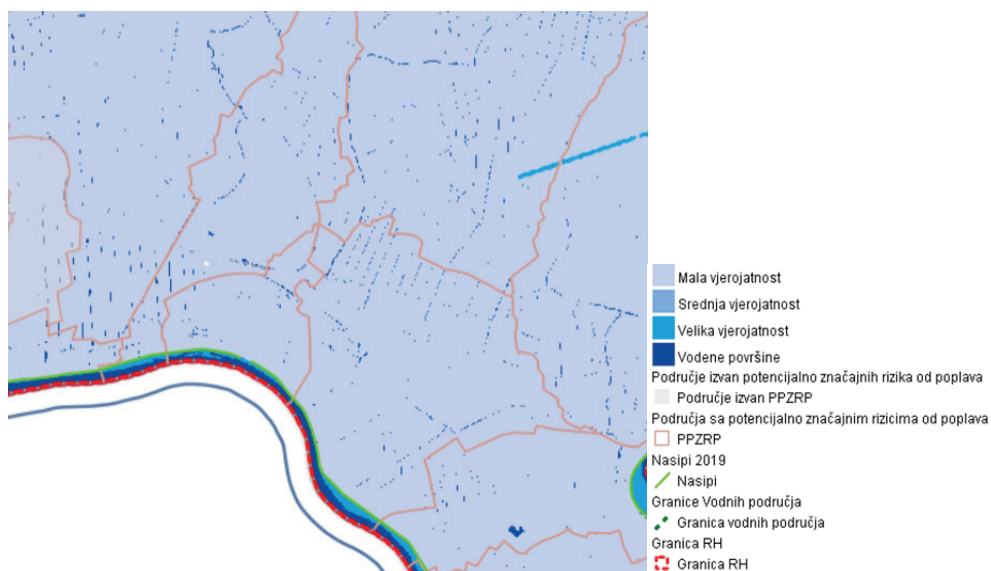 Mala vjerojatnost
Srednja vjerojatnost
Velika vjerojatnost
Vodene površine
Područje izvan potencijalno značajnih rizika od poplava
Područje izvan PPZRP
Područja sa potencijalno značajnim rizicima od poplava
PPZRP
Nasipi 2019
Nasipi
Granice Vodnih područja
Granica vodnih područja
Granica RH
Granica RH